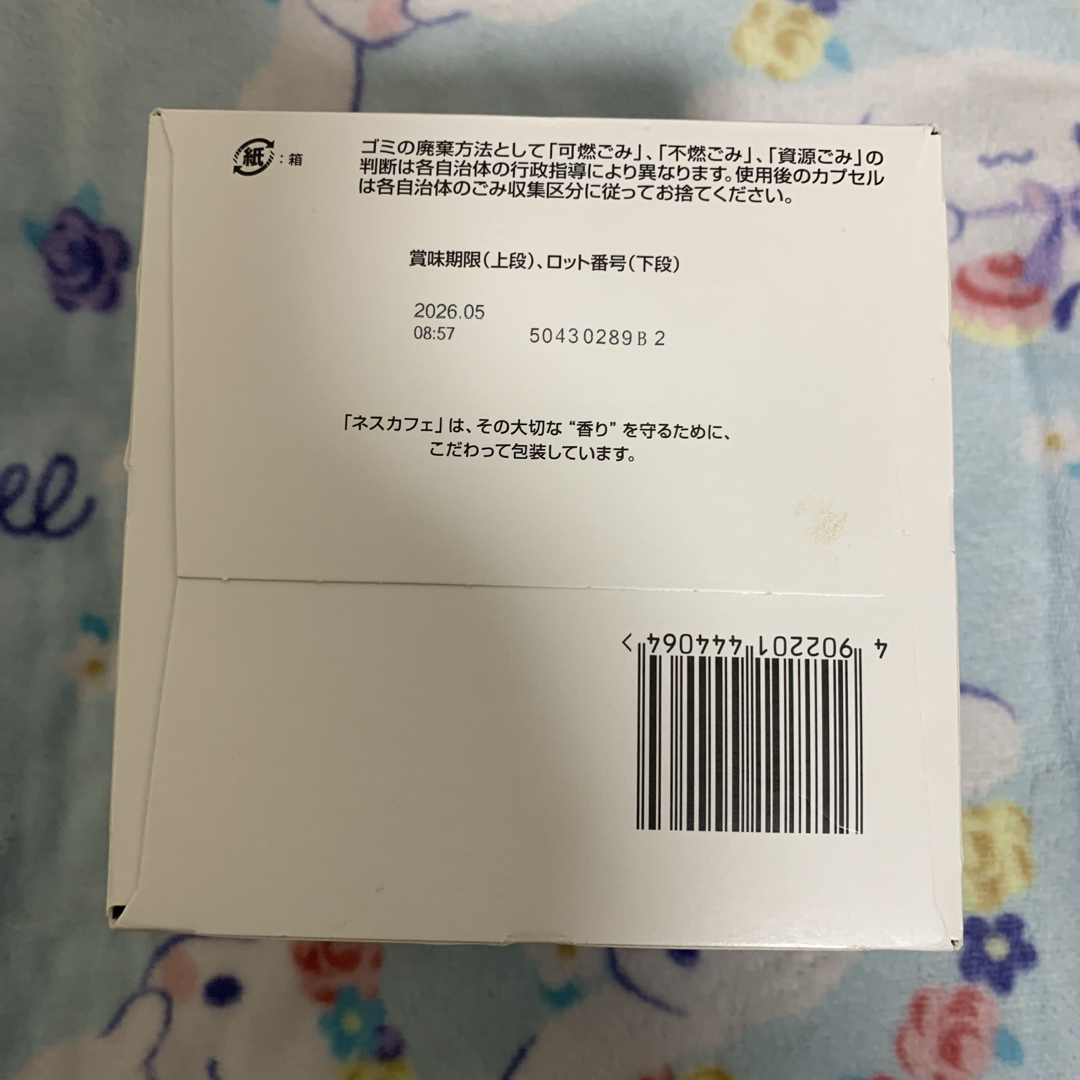 紙:箱
ゴミの廃棄方法として「可燃ごみ」、「不燃ごみ」、「資源ごみ」の
判断は各自治体の行政指導により異なります。使用後のカプセル
は各自治体のごみ収集区分に従ってお捨てください。
賞味期限(上段)、ロット番号(下段)
2026.05
08:57 50430289B 2
「ネスカフェ」は、その大切な “香り” を守るために、
こだわって包装しています。
4 902201 444064 >